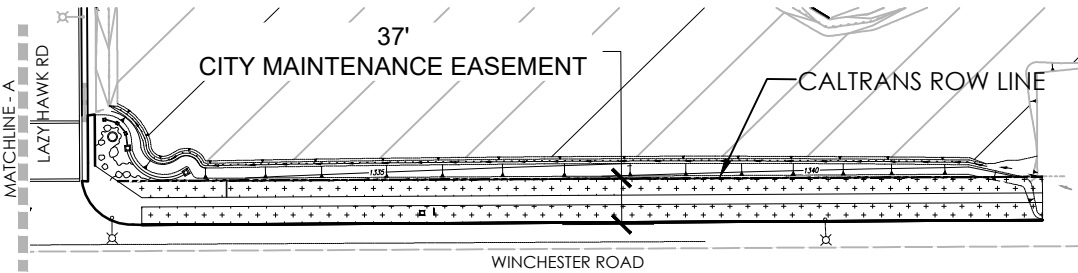 37'
CITY MAINTENANCE EASEMENT
CALTRANS ROW LINE
MATCHLINE - A
LAZY HAWK RD
1335
1340
WINCHESTER ROAD